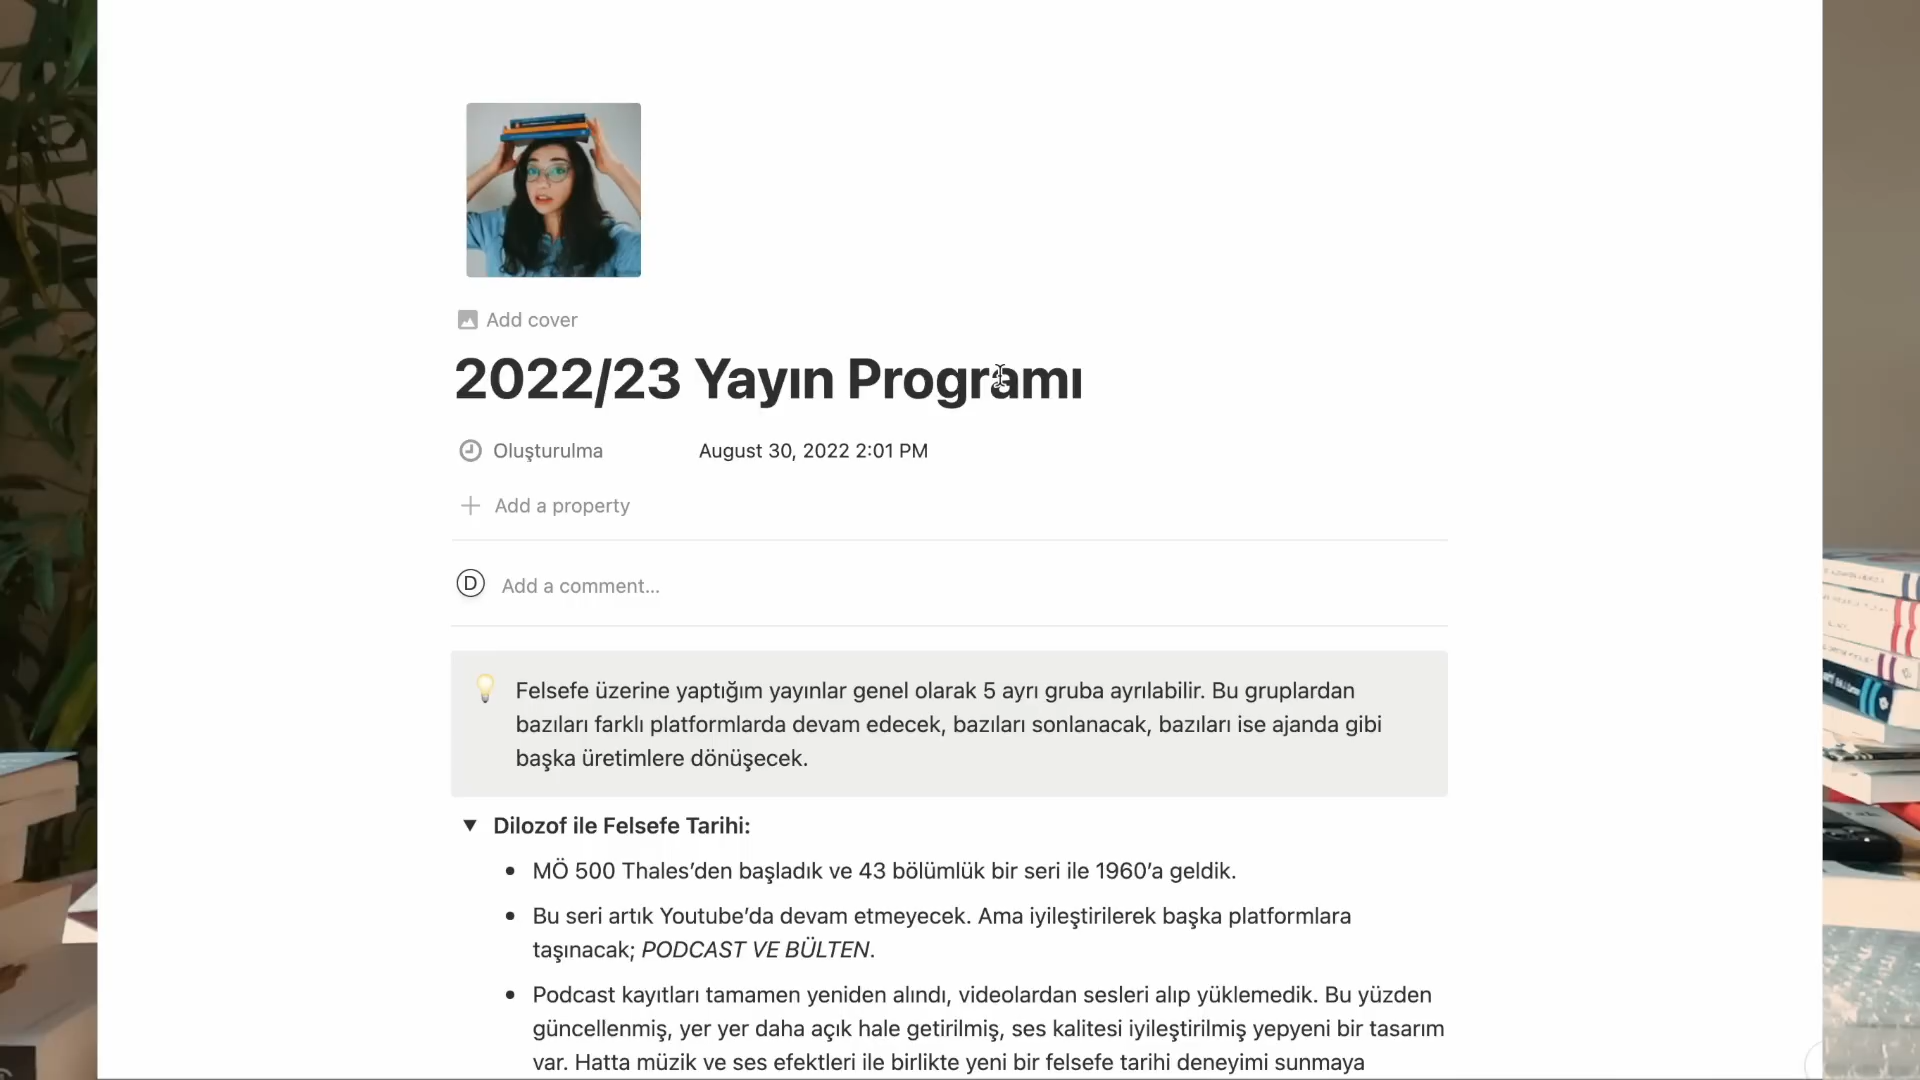 Add cover
2022/23 Yayın Programı
Oluşturulma August 30, 2022 2:01 PM
Add a property
D Add a comment...
Felsefe üzerine yaptığım yayınlar genel olarak 5 ayrı gruba ayrılabilir. Bu gruplardan
bazıları farklı platformlarda devam edecek, bazıları sonlanacak, bazıları ise ajanda gibi
başka üretimlere dönüşecek.
Dilozof ile Felsefe Tarihi:
MÖ 500 Thales’den başladık ve 43 bölümlük bir seri ile 1960’a geldik.
Bu seri artık Youtube’da devam etmeyecek. Ama iyileştirilerek başka platformlara
taşınacak; PODCAST VE BÜLTEN.
Podcast kayıtları tamamen yeniden alındı, videolardan sesleri alıp yüklemedik. Bu yüzden
güncellenmiş, yer yer daha açık hale getirilmiş, ses kalitesi iyileştirilmiş yepyeni bir tasarım
var. Hatta müzik ve ses efektleri ile birlikte yeni bir felsefe tarihi deneyimi sunmaya